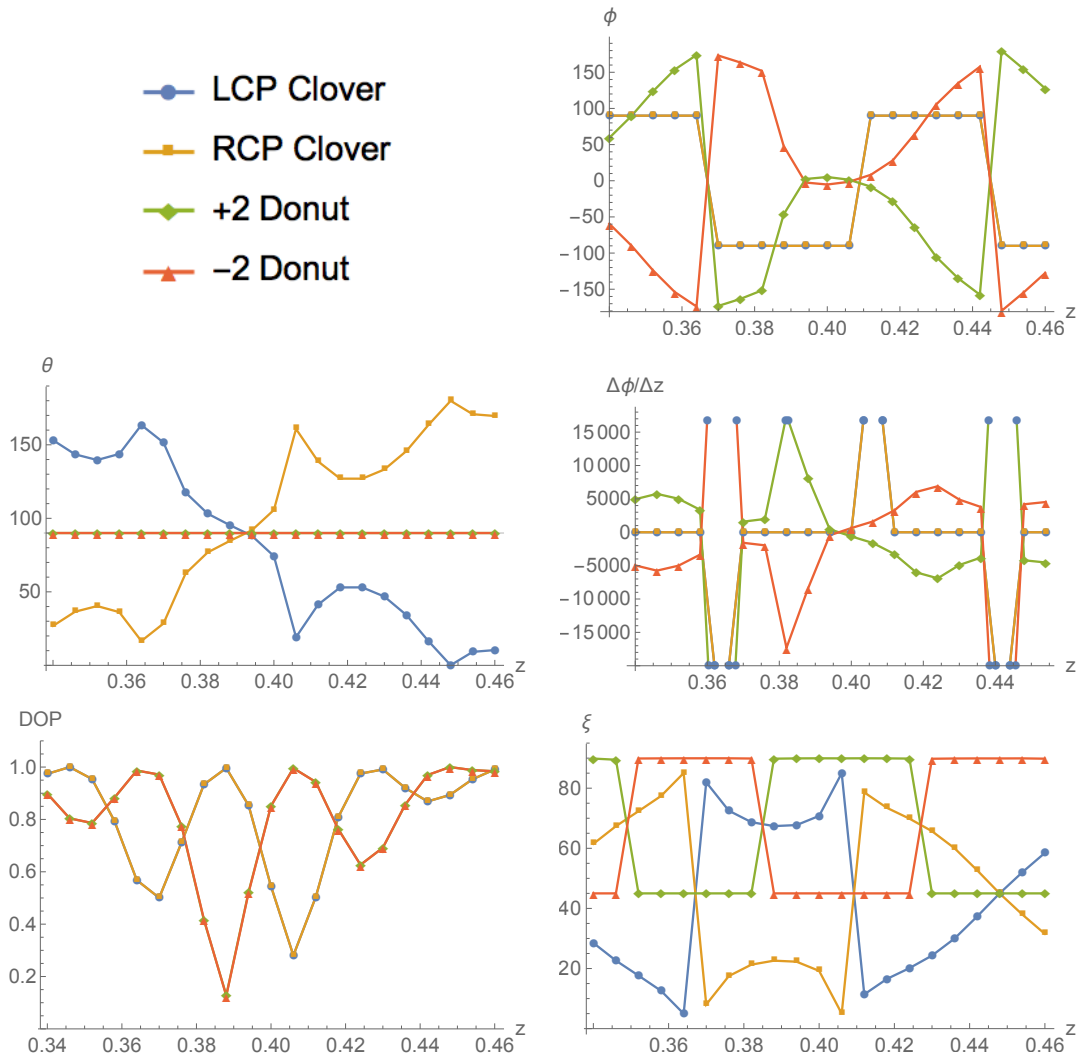 LCP Clover
RCP Clover
+2 Donut
−2 Donut
ϕ
150
100
50
0
−50
−100
−150
0.36 0.38 0.40 0.42 0.44 0.46 z
θ
150
100
50
0.36 0.38 0.40 0.42 0.44 0.46 z
Δϕ/Δz
15 000
10 000
5000
0
−5000
−10 000
−15 000
0.36 0.38 0.40 0.42 0.44 z
DOP
1.0
0.8
0.6
0.4
0.2
0.34 0.36 0.38 0.40 0.42 0.44 0.46 z
ξ
80
60
40
20
0.36 0.38 0.40 0.42 0.44 0.46 z